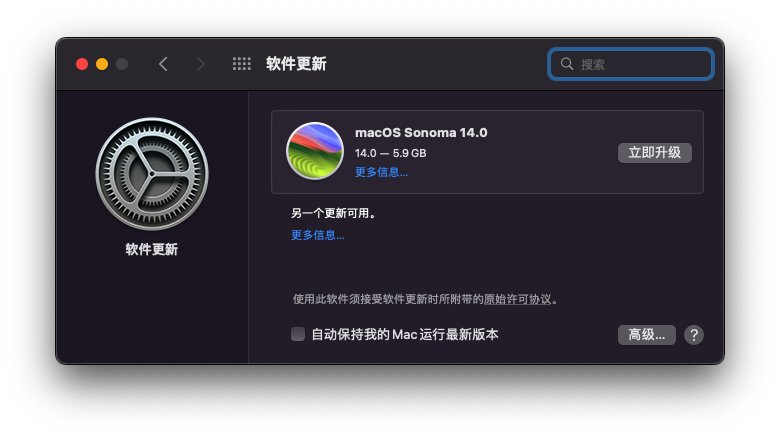 软件更新
搜索
macOS Sonoma 14.0
14.0 — 5.9 GB
更多信息...
立即升级
软件更新
另一个更新可用。
更多信息...
使用此软件须接受软件更新时所附带的原始许可协议。
自动保持我的 Mac 运行最新版本
高级...
?